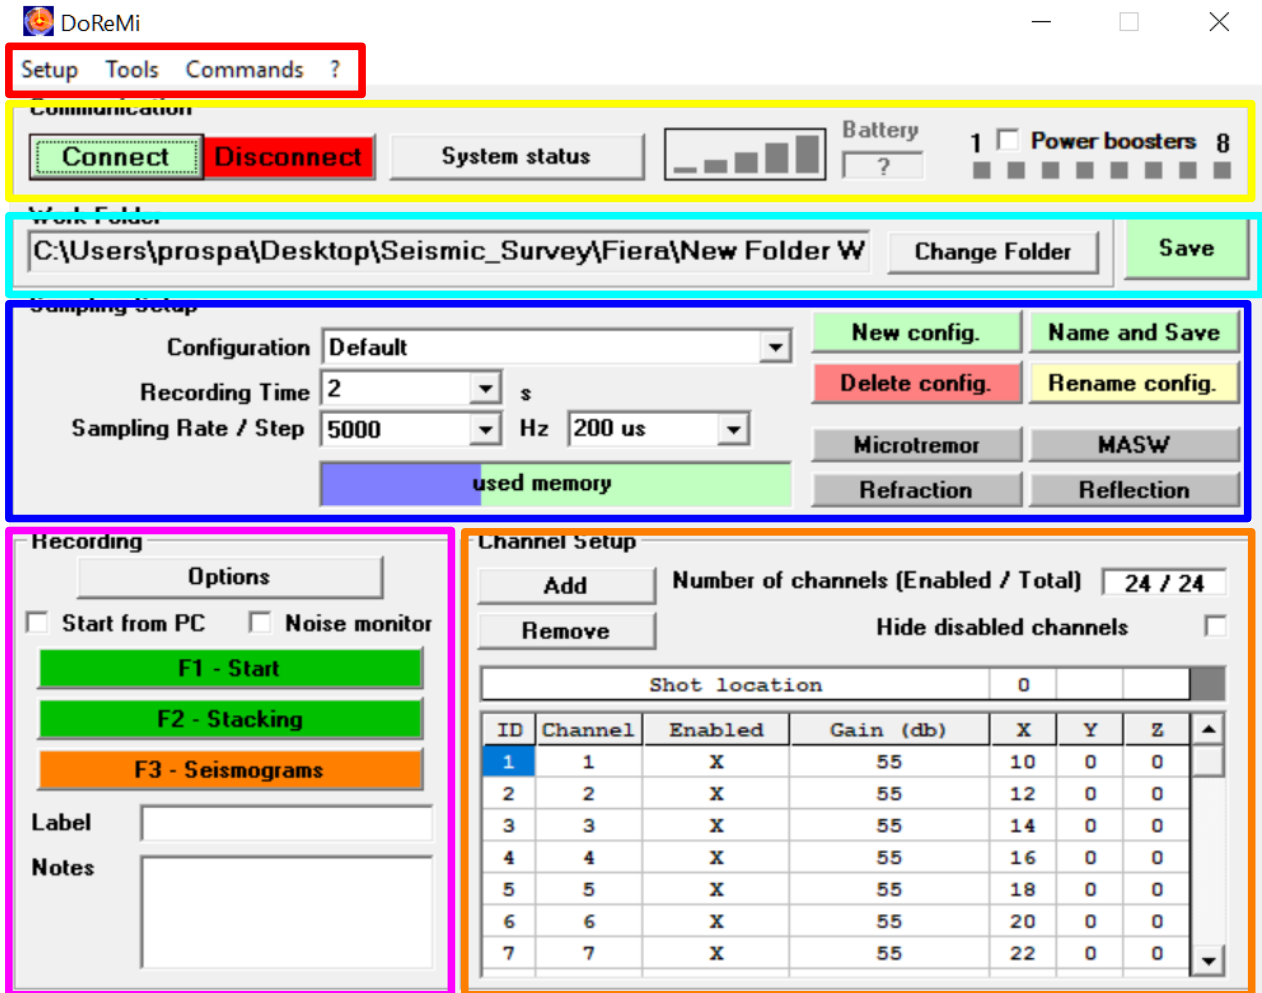 DoReMi
Setup Tools Commands ?
Communication
Connect Disconnect System status Battery ? 1 Power boosters 8
Work Folder
C:\Users\prospa\Desktop\Seismic_Survey\Fiera\New Folder W Change Folder Save
Sampling Setup
Configuration Default New config. Name and Save
Recording Time 2 s Delete config. Rename config.
Sampling Rate / Step 5000 Hz 200 us Microtremor MASW
used memory Refraction Reflection
Recording
Options
Start from PC Noise monitor
F1 - Start
F2 - Stacking
F3 - Seismograms
Label
Notes
Channel Setup
Add Number of channels (Enabled / Total) 24 / 24
Remove Hide disabled channels
Shot location 0
ID Channel Enabled Gain (db) X Y Z
1 1 X 55 10 0 0
2 2 X 55 12 0 0
3 3 X 55 14 0 0
4 4 X 55 16 0 0
5 5 X 55 18 0 0
6 6 X 55 20 0 0
7 7 X 55 22 0 0